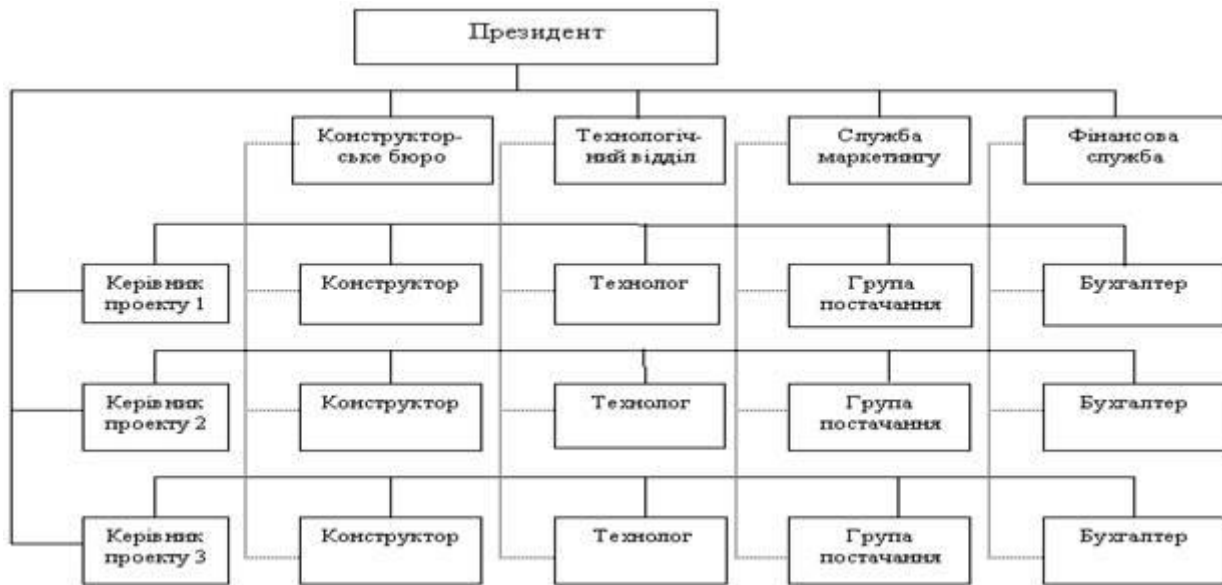 Президент
Конструктор-
ське бюро
Технологіч-
ний відділ
Служба
маркетингу
Фінансова
служба
Керівник
проекту 1
Конструктор
Технолог
Група
постачання
Бухгалтер
Керівник
проекту 2
Конструктор
Технолог
Група
постачання
Бухгалтер
Керівник
проекту 3
Конструктор
Технолог
Група
постачання
Бухгалтер